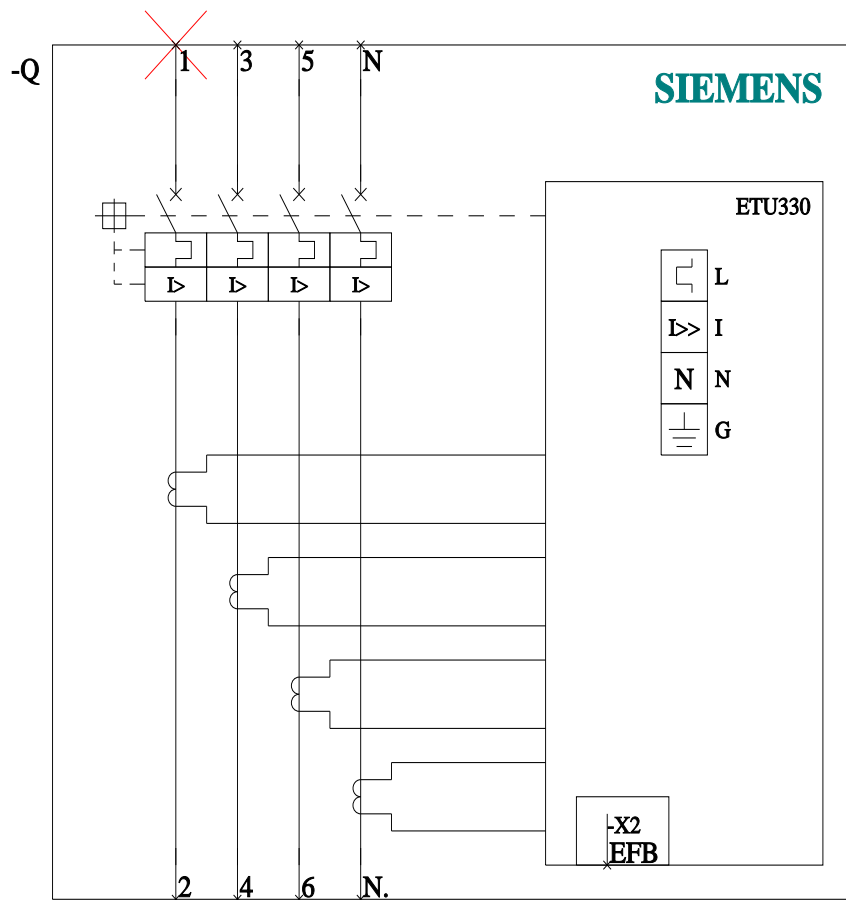 -Q
1 3 5 N
SIEMENS
ETU330
I> I> I> I>
L
I>> I
N N
G
-X2
EFB
2 4 6 N.